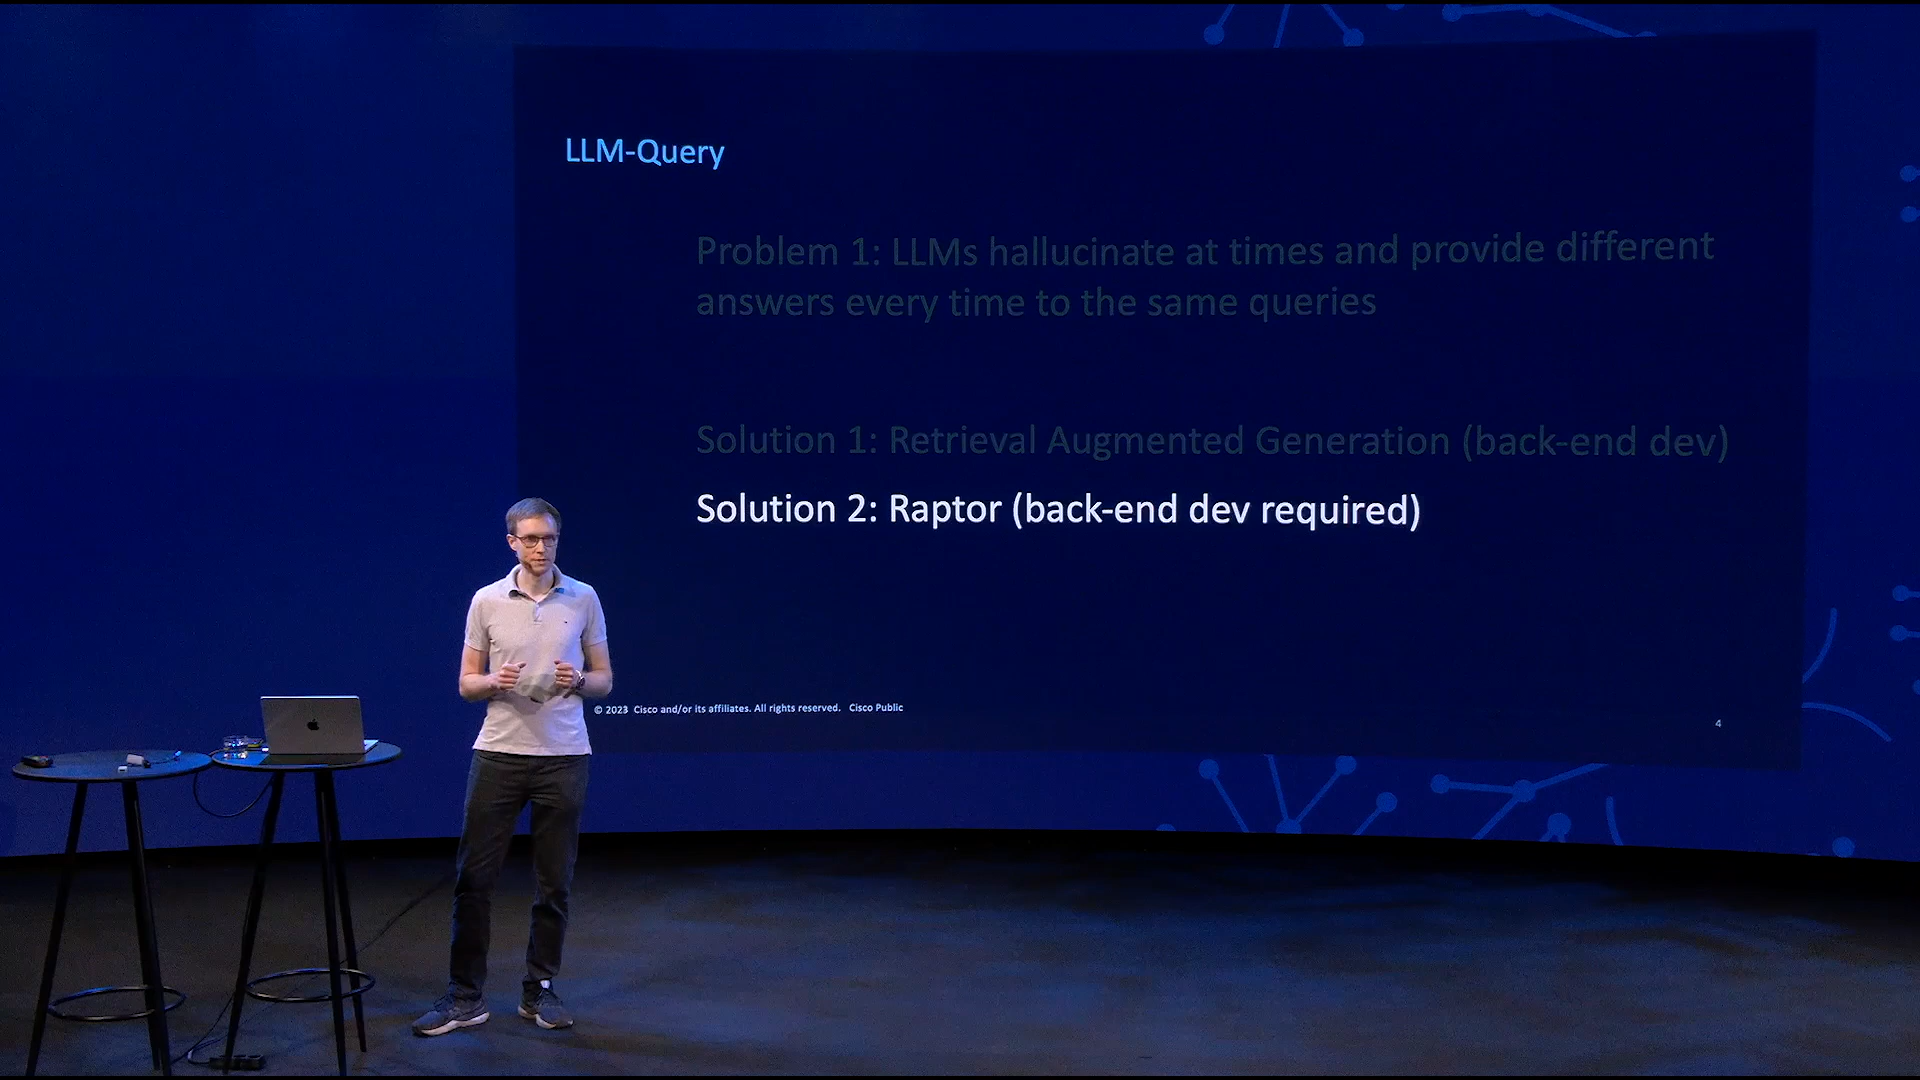 LLM-Query
Problem 1: LLMs hallucinate at times and provide different
answers every time to the same queries
Solution 1: Retrieval Augmented Generation (back-end dev)
Solution 2: Raptor (back-end dev required)
© 2023 Cisco and/or its affiliates. All rights reserved. Cisco Public
4